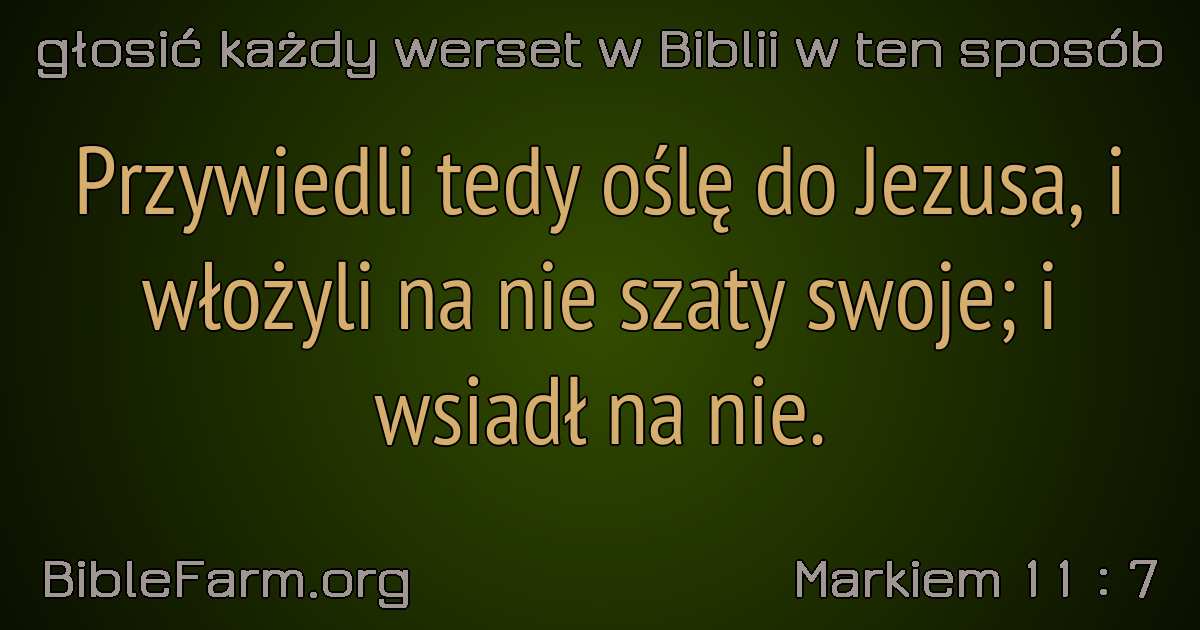 głosić każdy werset w Biblii w ten sposób
Przywiedli tedy oślę do Jezusa, i
włożyli na nie szaty swoje; i
wsiadł na nie.
BibleFarm.org
Markiem 11 : 7